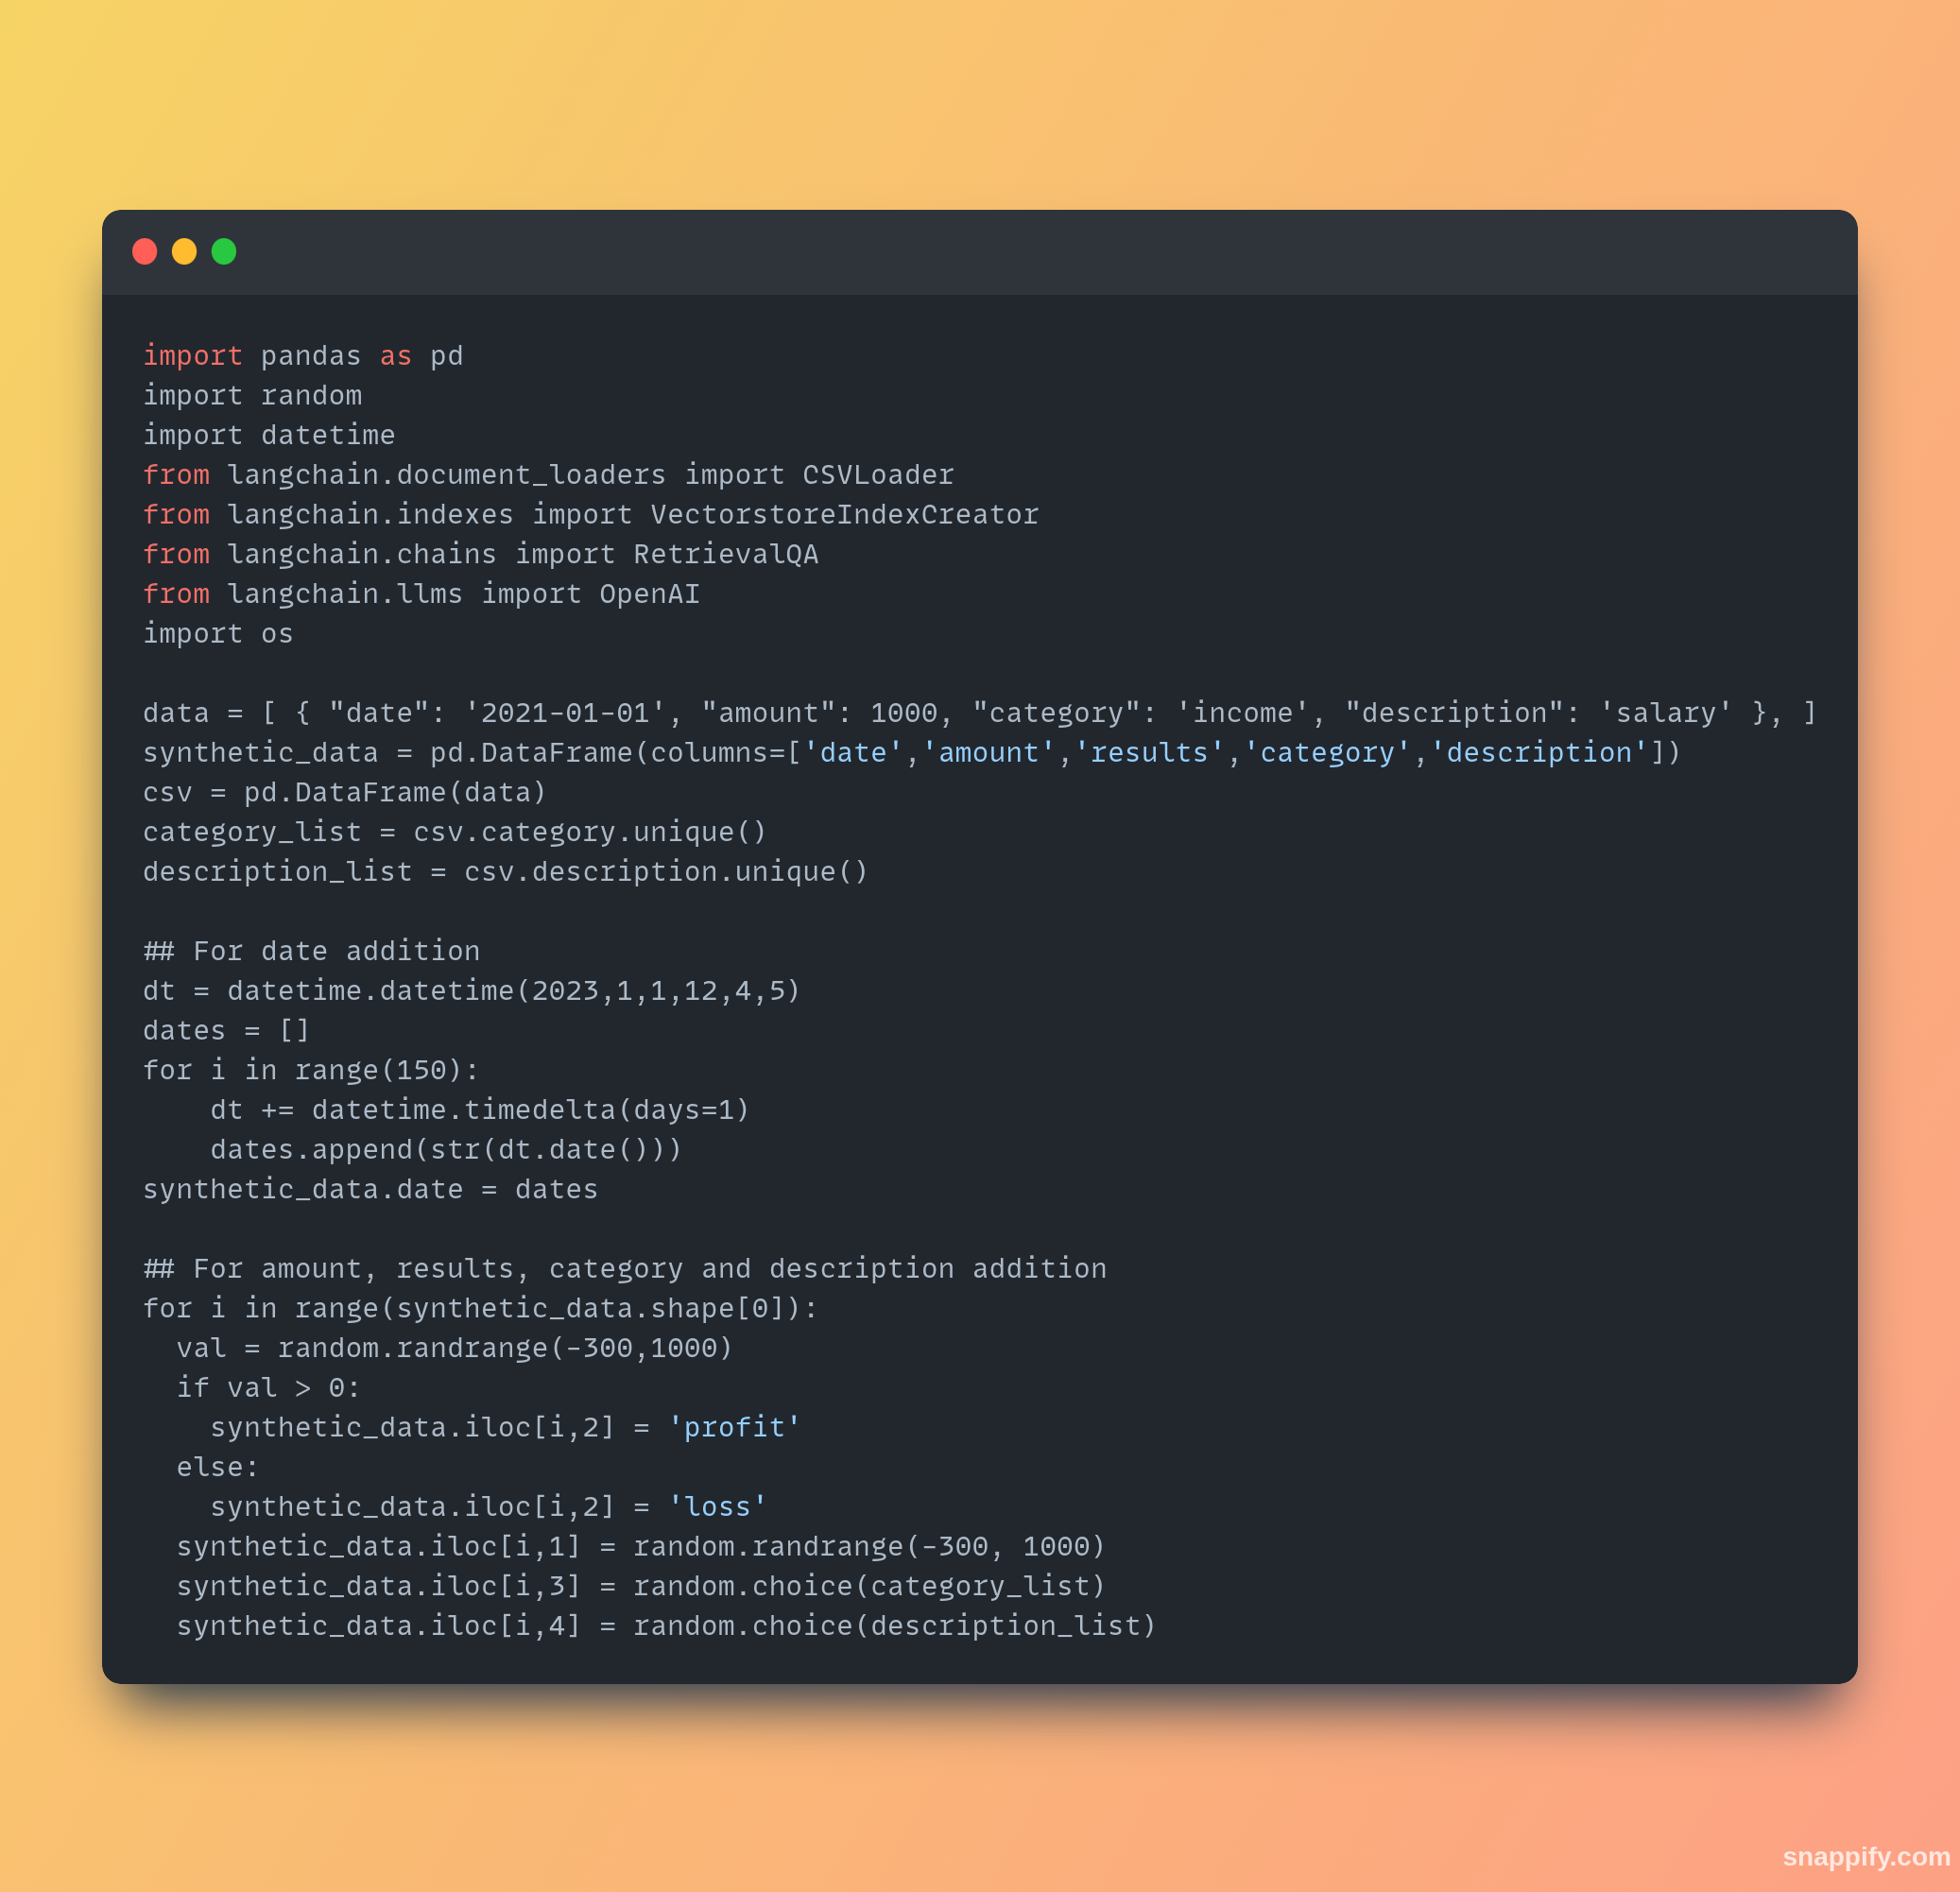 import pandas as pd
import random
import datetime
from langchain.document_loaders import CSVLoader
from langchain.indexes import VectorstoreIndexCreator
from langchain.chains import RetrievalQA
from langchain.llms import OpenAI
import os

data = [ { "date": '2021-01-01', "amount": 1000, "category": 'income', "description": 'salary' }, ]
synthetic_data = pd.DataFrame(columns=['date','amount','results','category','description'])
csv = pd.DataFrame(data)
category_list = csv.category.unique()
description_list = csv.description.unique()

## For date addition
dt = datetime.datetime(2023,1,1,12,4,5)
dates = []
for i in range(150):
    dt += datetime.timedelta(days=1)
    dates.append(str(dt.date()))
synthetic_data.date = dates

## For amount, results, category and description addition
for i in range(synthetic_data.shape[0]):
  val = random.randrange(-300,1000)
  if val > 0:
    synthetic_data.iloc[i,2] = 'profit'
  else:
    synthetic_data.iloc[i,2] = 'loss'
  synthetic_data.iloc[i,1] = random.randrange(-300, 1000)
  synthetic_data.iloc[i,3] = random.choice(category_list)
  synthetic_data.iloc[i,4] = random.choice(description_list)
snappify.com